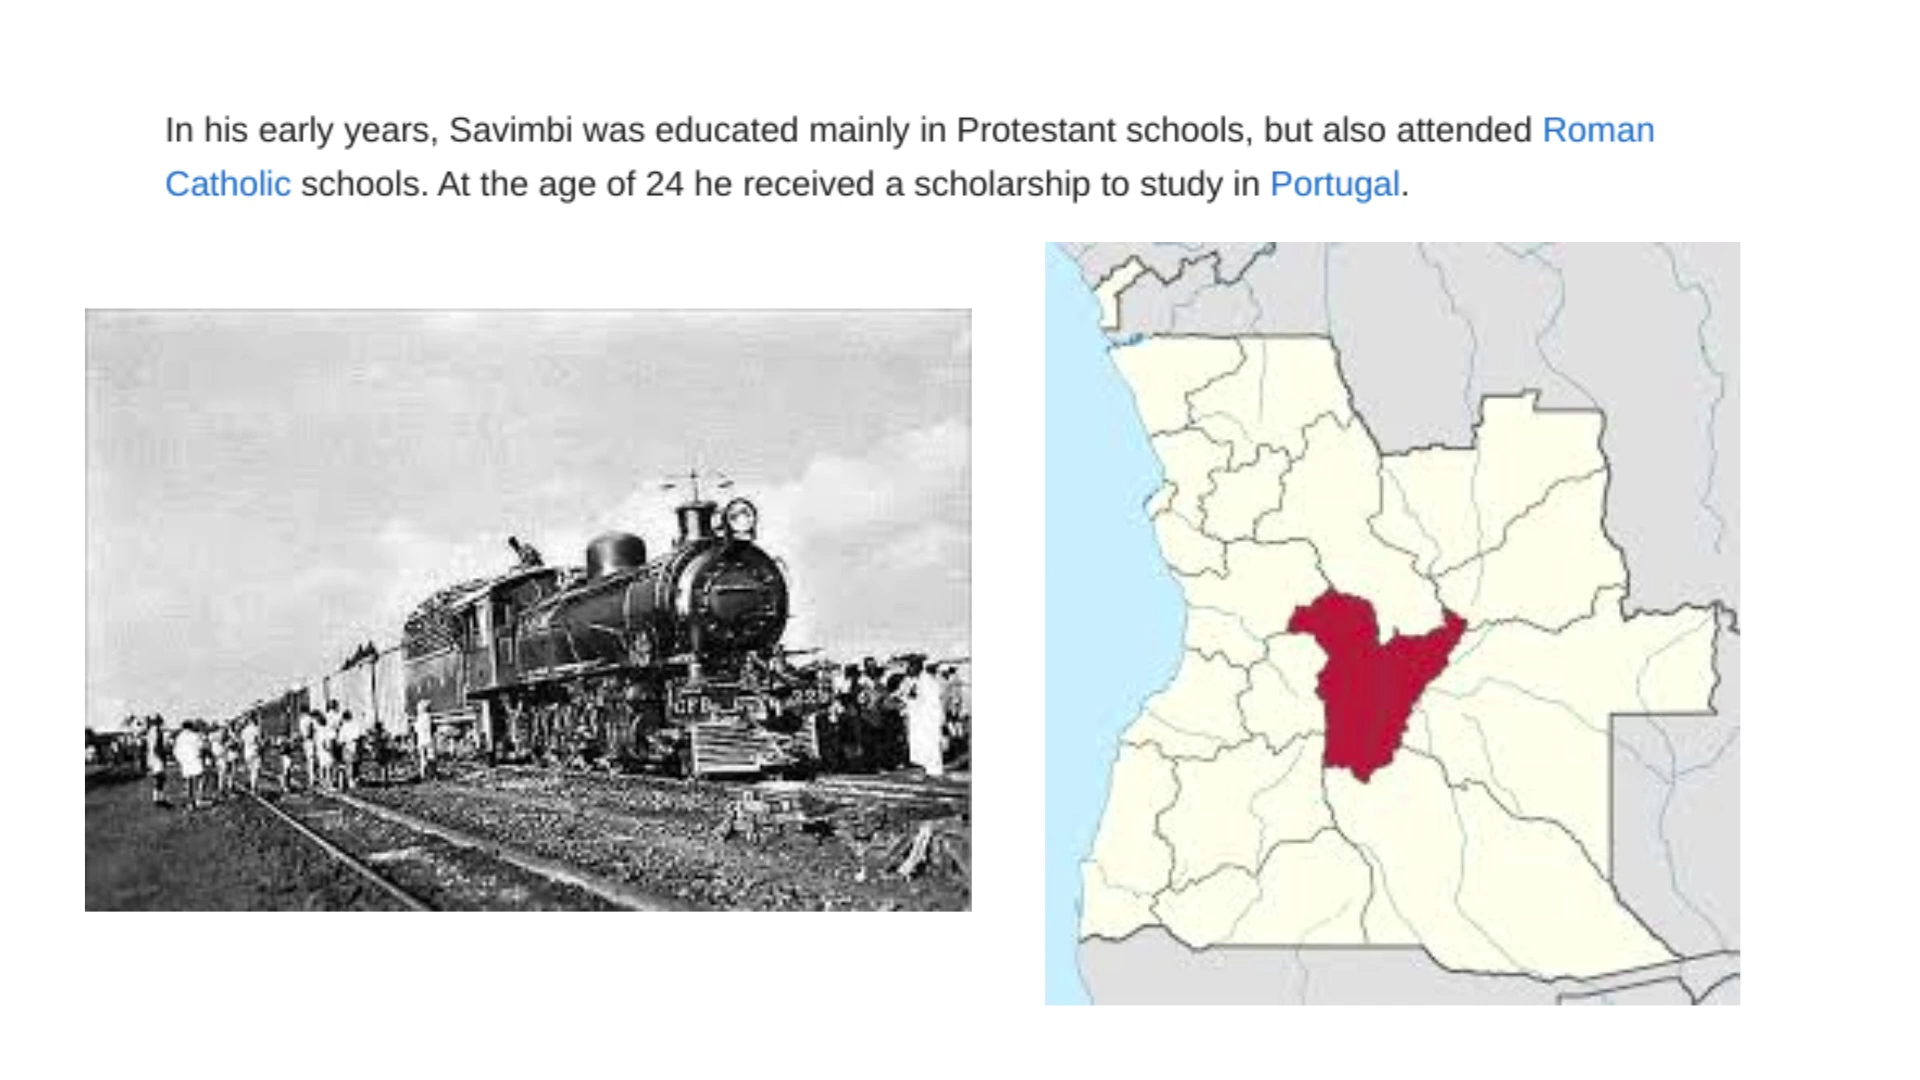 In his early years, Savimbi was educated mainly in Protestant schools, but also attended Roman
Catholic schools. At the age of 24 he received a scholarship to study in Portugal.
CFB